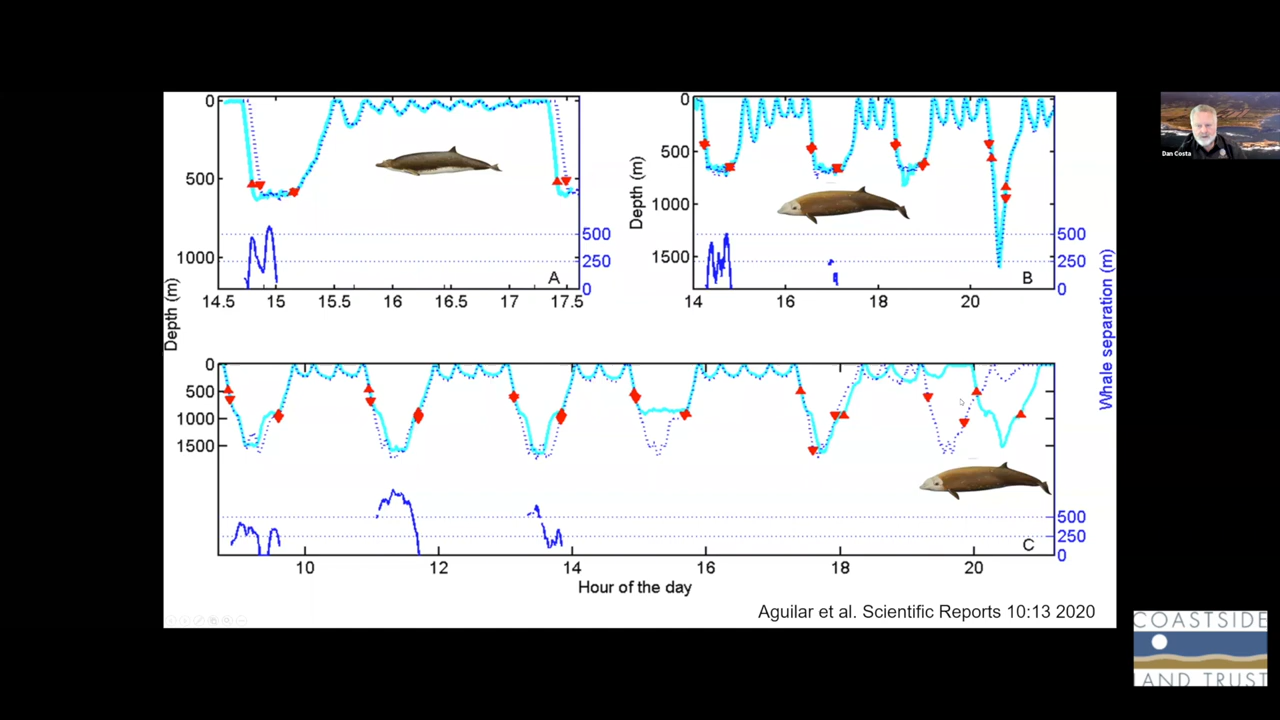 0
500
1000
Depth (m)
500
250
0
A
14.5 15 15.5 16 16.5 17 17.5
0
500
1000
1500
Depth (m)
500
250
0
B
14 16 18 20
Whale separation (m)
0
500
1000
1500
500
250
0
C
10 12 14 16 18 20
Hour of the day
Aguilar et al. Scientific Reports 10:13 2020
Dan Costa
COASTSIDE
LAND TRUST